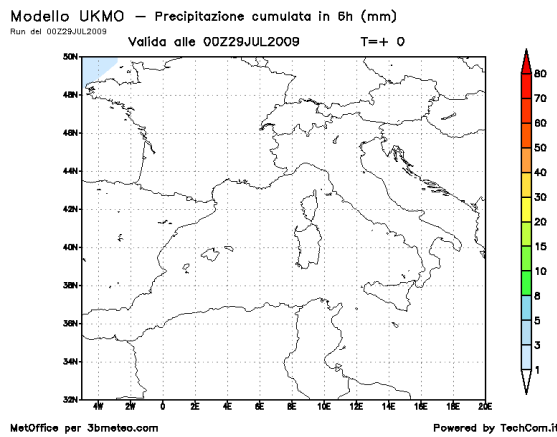 Modello UKMO – Precipitazione cumulata in 6h (mm)
Run del 00Z29JUL2009
Valida alle 00Z29JUL2009 T=+ 0
50N
48N
46N
44N
42N
40N
38N
36N
34N
32N
4W 2W 0 2E 4E 6E 8E 10E 12E 14E 16E 18E 20E
80
70
60
50
40
30
20
15
10
8
5
3
1
MetOffice per 3bmeteo.com Powered by TechCom.it